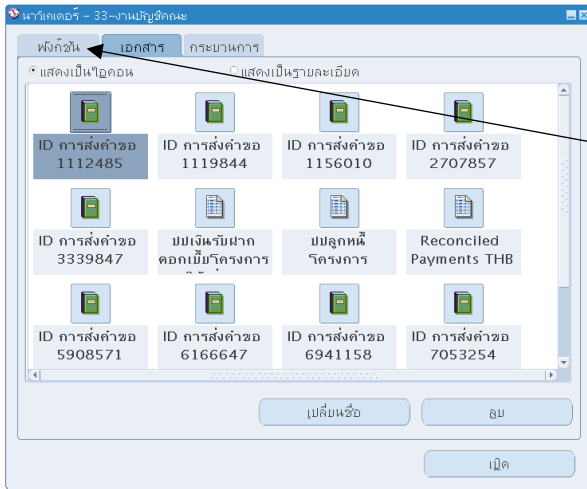 นาวิเกเตอร์ – 33-งานบัญชีคณะ
ฟังก์ชัน เอกสาร กระบวนการ
แสดงเป็นไอคอน แสดงเป็นรายละเอียด
ID การส่งคำขอ ID การส่งคำขอ ID การส่งคำขอ ID การส่งคำขอ
1112485 1119844 1156010 2707857
ID การส่งคำขอ ปปเงินรับฝาก ปปลูกหนี้ Reconciled
3339847 ดอกเบี้ยโครงการ โครงการ Payments THB
ID การส่งคำขอ ID การส่งคำขอ ID การส่งคำขอ ID การส่งคำขอ
5908571 6166647 6941158 7053254
เปลี่ยนชื่อ ลบ
เปิด